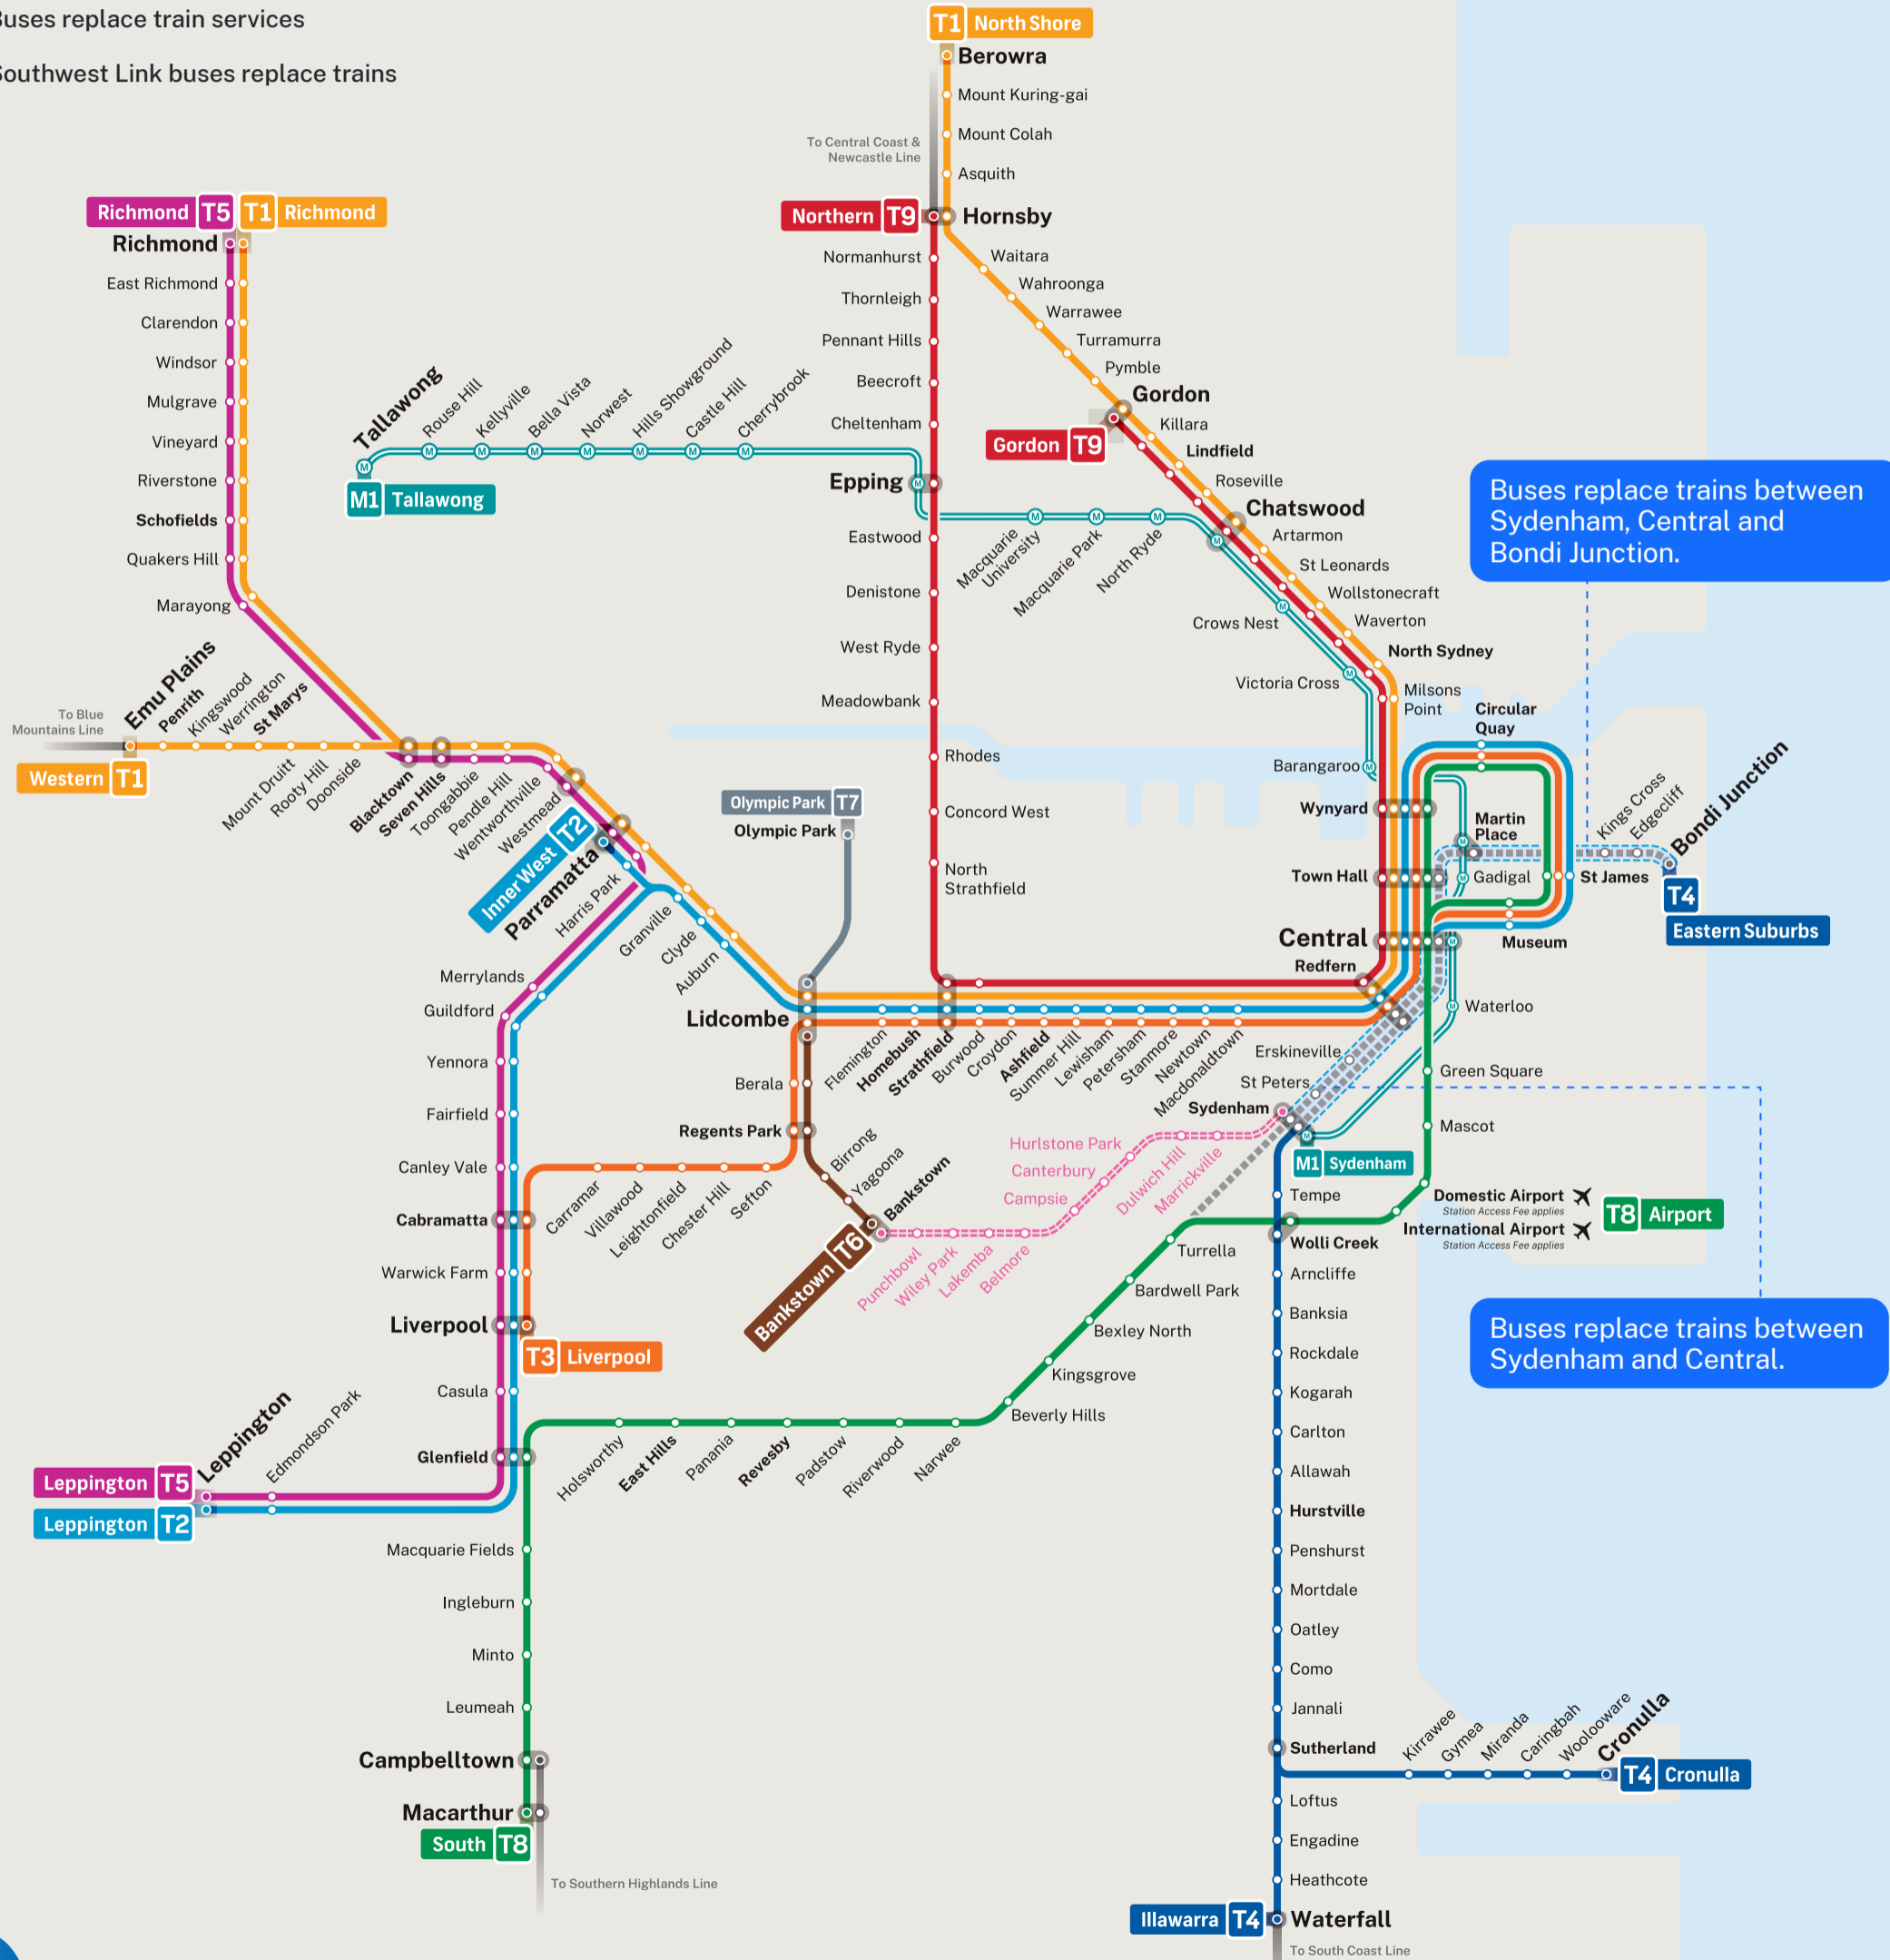 Buses replace train services
Southwest Link buses replace trains
T1 North Shore
Berowra
Mount Kuring-gai
Mount Colah
Asquith
To Central Coast &
Newcastle Line
Northern T9
Hornsby
Richmond T5
T1 Richmond
Richmond
East Richmond
Clarendon
Windsor
Mulgrave
Vineyard
Riverstone
Schofields
Quakers Hill
Marayong
Normanhurst
Thornleigh
Pennant Hills
Beecroft
Cheltenham
Epping
Eastwood
Denistone
West Ryde
Meadowbank
Rhodes
Concord West
North
Strathfield
Waitara
Wahroonga
Warrawee
Turramurra
Pymble
Gordon
Gordon T9
Killara
Lindfield
Roseville
Chatswood
Artarmon
St Leonards
Wollstonecraft
Waverton
North Sydney
Milsons
Point
Tallawong
M1 Tallawong
Rouse Hill
Kellyville
Bella Vista
Norwest
Hills Showground
Castle Hill
Cherrybrook
Macquarie
University
Macquarie Park
North Ryde
Crows Nest
Victoria Cross
Barangaroo
Buses replace trains between
Sydenham, Central and
Bondi Junction.
To Blue
Mountains Line
Western T1
Emu Plains
Penrith
Kingswood
Werrington
St Marys
Mount Druitt
Rooty Hill
Doonside
Blacktown
Seven Hills
Toongabbie
Pendle Hill
Wentworthville
Westmead
Inner West T2
Parramatta
Harris Park
Granville
Clyde
Auburn
Olympic Park T7
Olympic Park
Lidcombe
Circular
Quay
Wynyard
Martin
Place
Town Hall
Gadigal
St James
Central
Museum
Redfern
Kings Cross
Edgecliff
Bondi Junction
T4
Eastern Suburbs
Merrylands
Guildford
Yennora
Fairfield
Canley Vale
Cabramatta
Warwick Farm
Liverpool
T3 Liverpool
Casula
Glenfield
Flemington
Homebush
Strathfield
Burwood
Croydon
Ashfield
Summer Hill
Lewisham
Petersham
Stanmore
Newtown
Macdonaldtown
Erskineville
St Peters
Sydenham
M1 Sydenham
Waterloo
Green Square
Mascot
Domestic Airport
Station Access Fee applies
International Airport
Station Access Fee applies
T8 Airport
Berala
Regents Park
Carramar
Villawood
Leightonfield
Chester Hill
Sefton
Birrong
Yagoona
Bankstown
Bankstown T6
Punchbowl
Wiley Park
Lakemba
Belmore
Campsie
Canterbury
Hurlstone Park
Dulwich Hill
Marrickville
Tempe
Wolli Creek
Arncliffe
Banksia
Rockdale
Kogarah
Carlton
Allawah
Hurstville
Penshurst
Mortdale
Oatley
Como
Jannali
Sutherland
Loftus
Engadine
Heathcote
Waterfall
Illawarra T4
To South Coast Line
Buses replace trains between
Sydenham and Central.
Turrella
Bardwell Park
Bexley North
Kingsgrove
Beverly Hills
Narwee
Riverwood
Padstow
Revesby
Panania
East Hills
Holsworthy
Leppington T5
Leppington T2
Leppington
Edmondson Park
Macquarie Fields
Ingleburn
Minto
Leumeah
Campbelltown
Macarthur
South T8
To Southern Highlands Line
Kirrawee
Gymea
Miranda
Caringbah
Woolooware
Cronulla
T4 Cronulla